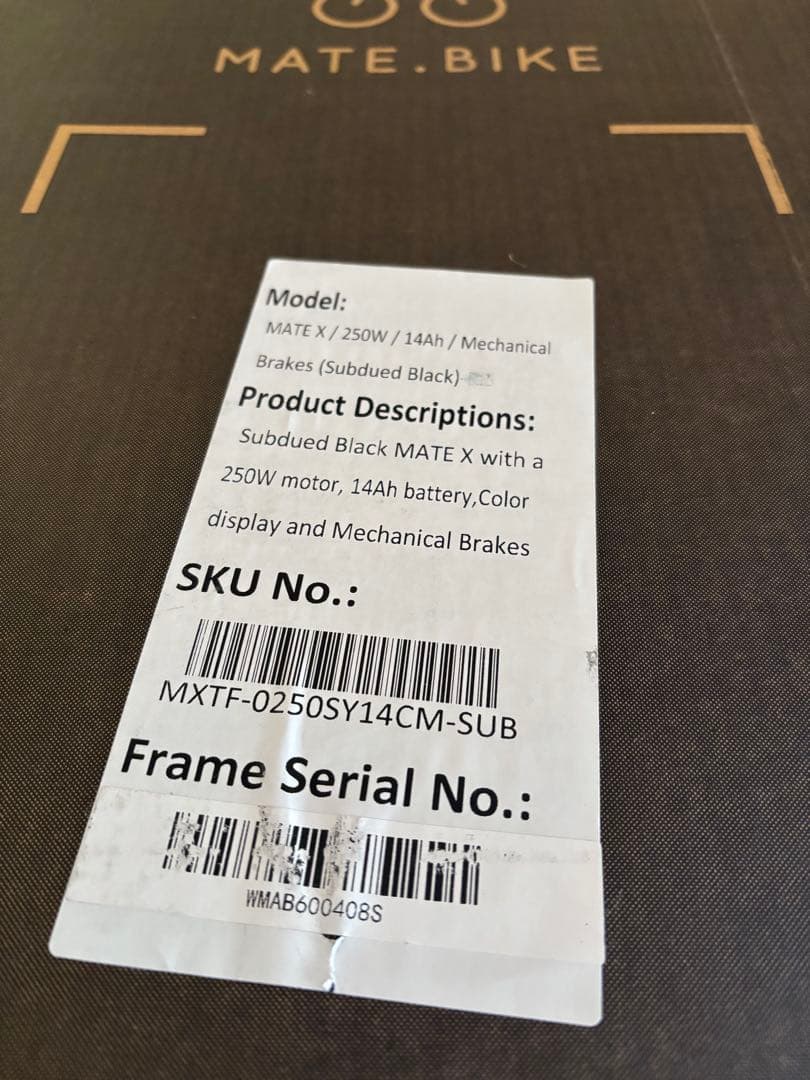 MATE.BIKE
Model:
MATE X / 250W / 14Ah / Mechanical
Brakes (Subdued Black)
Product Descriptions:
Subdued Black MATE X with a
250W motor, 14Ah battery,Color
display and Mechanical Brakes
SKU No.:
MXTF-0250SY14CM-SUB
Frame Serial No.:
WMAB600408S